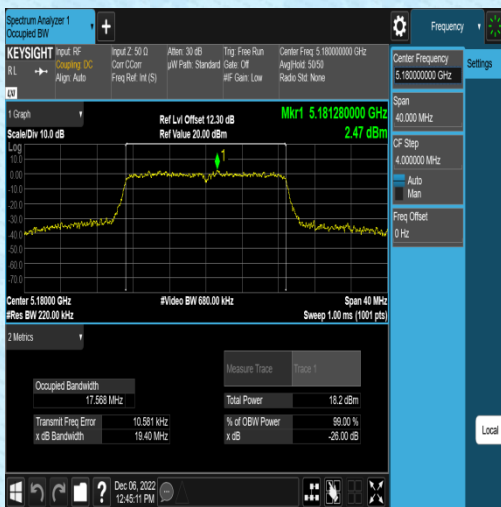 Spectrum Analyzer 1
Occupied BW
Frequency
KEYSIGHT
Input: RF
Coupling: DC
Align: Auto
Input Z: 50 Ω
Corr CCorr
Freq Ref: Int (S)
Atten: 30 dB
µW Path: Standard
Trig: Free Run
Gate: Off
#IF Gain: Low
Center Freq: 5.180000000 GHz
Avg|Hold: 50/50
Radio Std: None
RL
Center Frequency
5.180000000 GHz
Settings
Span
40.000 MHz
CF Step
4.000000 MHz
Auto
Man
Freq Offset
0 Hz
Local
1 Graph
Scale/Div 10.0 dB
Ref Lvl Offset 12.30 dB
Ref Value 20.00 dBm
Mkr1 5.181280000 GHz
2.47 dBm
Log
10.0
0.00
-10.0
-20.0
-30.0
-40.0
-50.0
-60.0
-70.0
1
Center 5.18000 GHz
#Video BW 680.00 kHz
Span 40 MHz
#Res BW 220.00 kHz
Sweep 1.00 ms (1001 pts)
2 Metrics
Measure Trace
Trace 1
Occupied Bandwidth
17.568 MHz
Total Power
18.2 dBm
Transmit Freq Error
10.581 kHz
% of OBW Power
99.00 %
x dB Bandwidth
19.40 MHz
x dB
-26.00 dB
?
Dec 06, 2022
12:45:11 PM